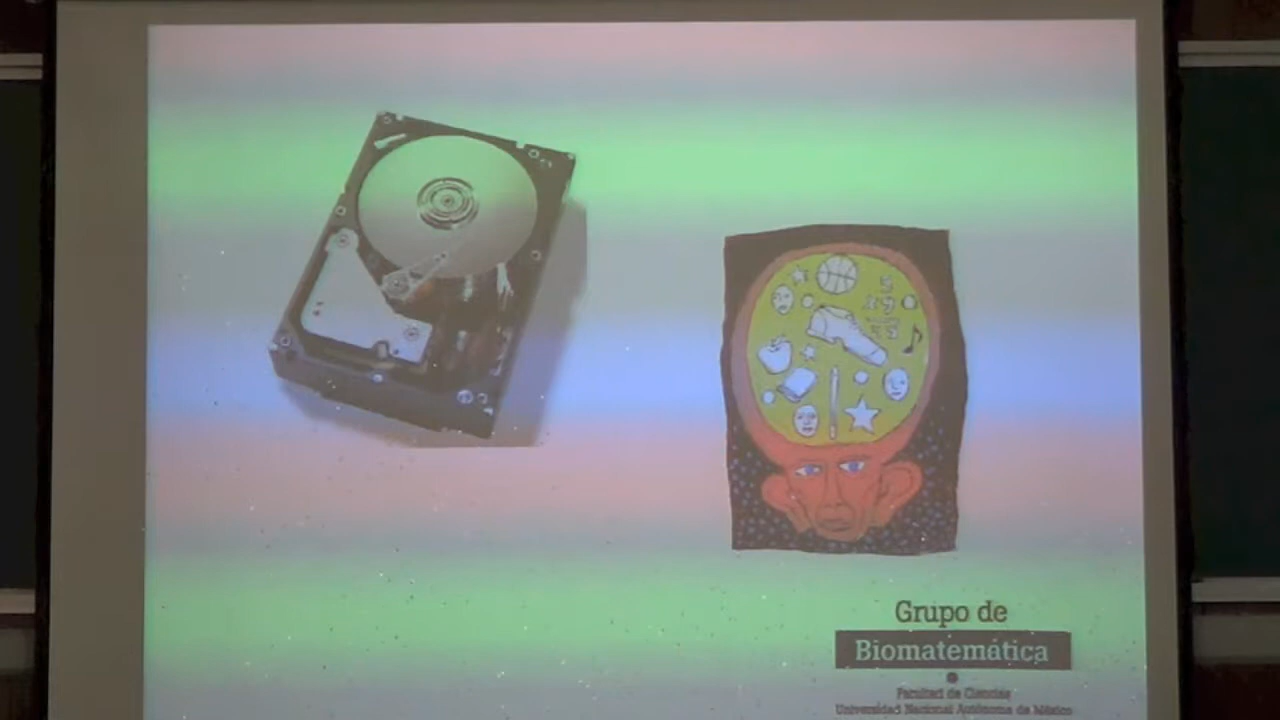 Grupo de
Biomatemática
Facultad de Ciencias
Universidad Nacional Autónoma de México